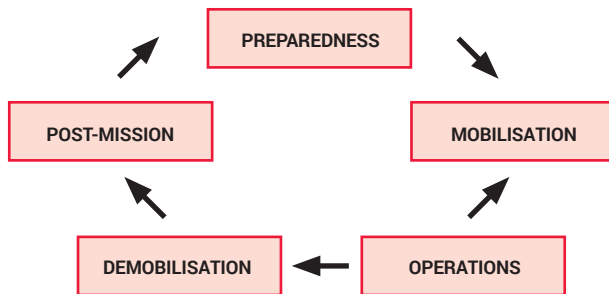 PREPAREDNESS
POST-MISSION
MOBILISATION
DEMOBILISATION
OPERATIONS